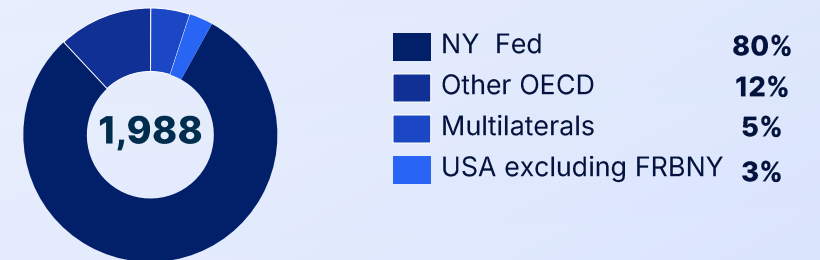 1,988
NY Fed 80%
Other OECD 12%
Multilaterals 5%
USA excluding FRBNY 3%